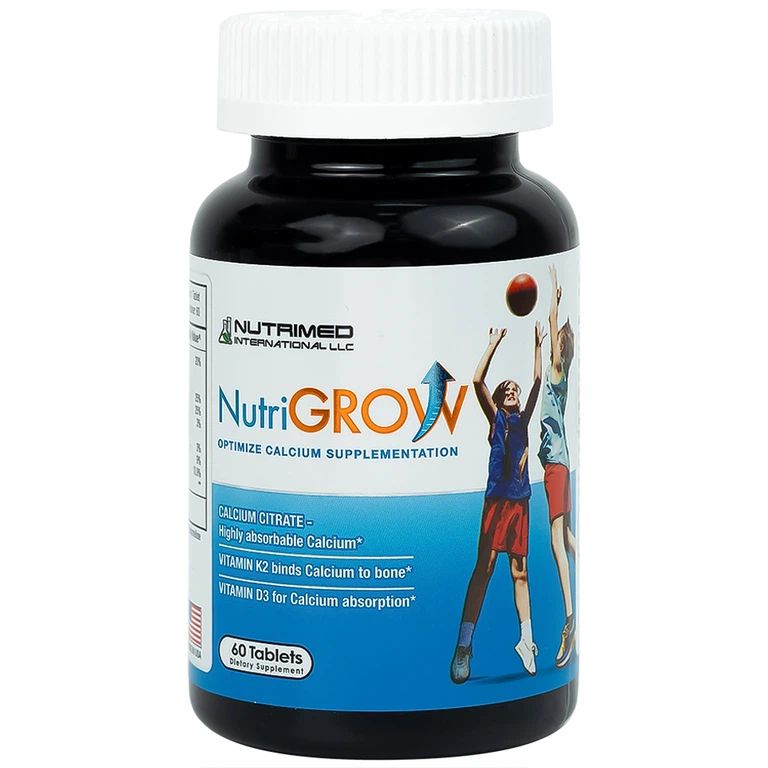 NUTRIMED
INTERNATIONAL LLC
NutriGROW
OPTIMIZE CALCIUM SUPPLEMENTATION
CALCIUM CITRATE -
Highly absorbable Calcium*
VITAMIN K2 binds Calcium to bone*
VITAMIN D3 for Calcium absorption*
60 Tablets
Dietary Supplement